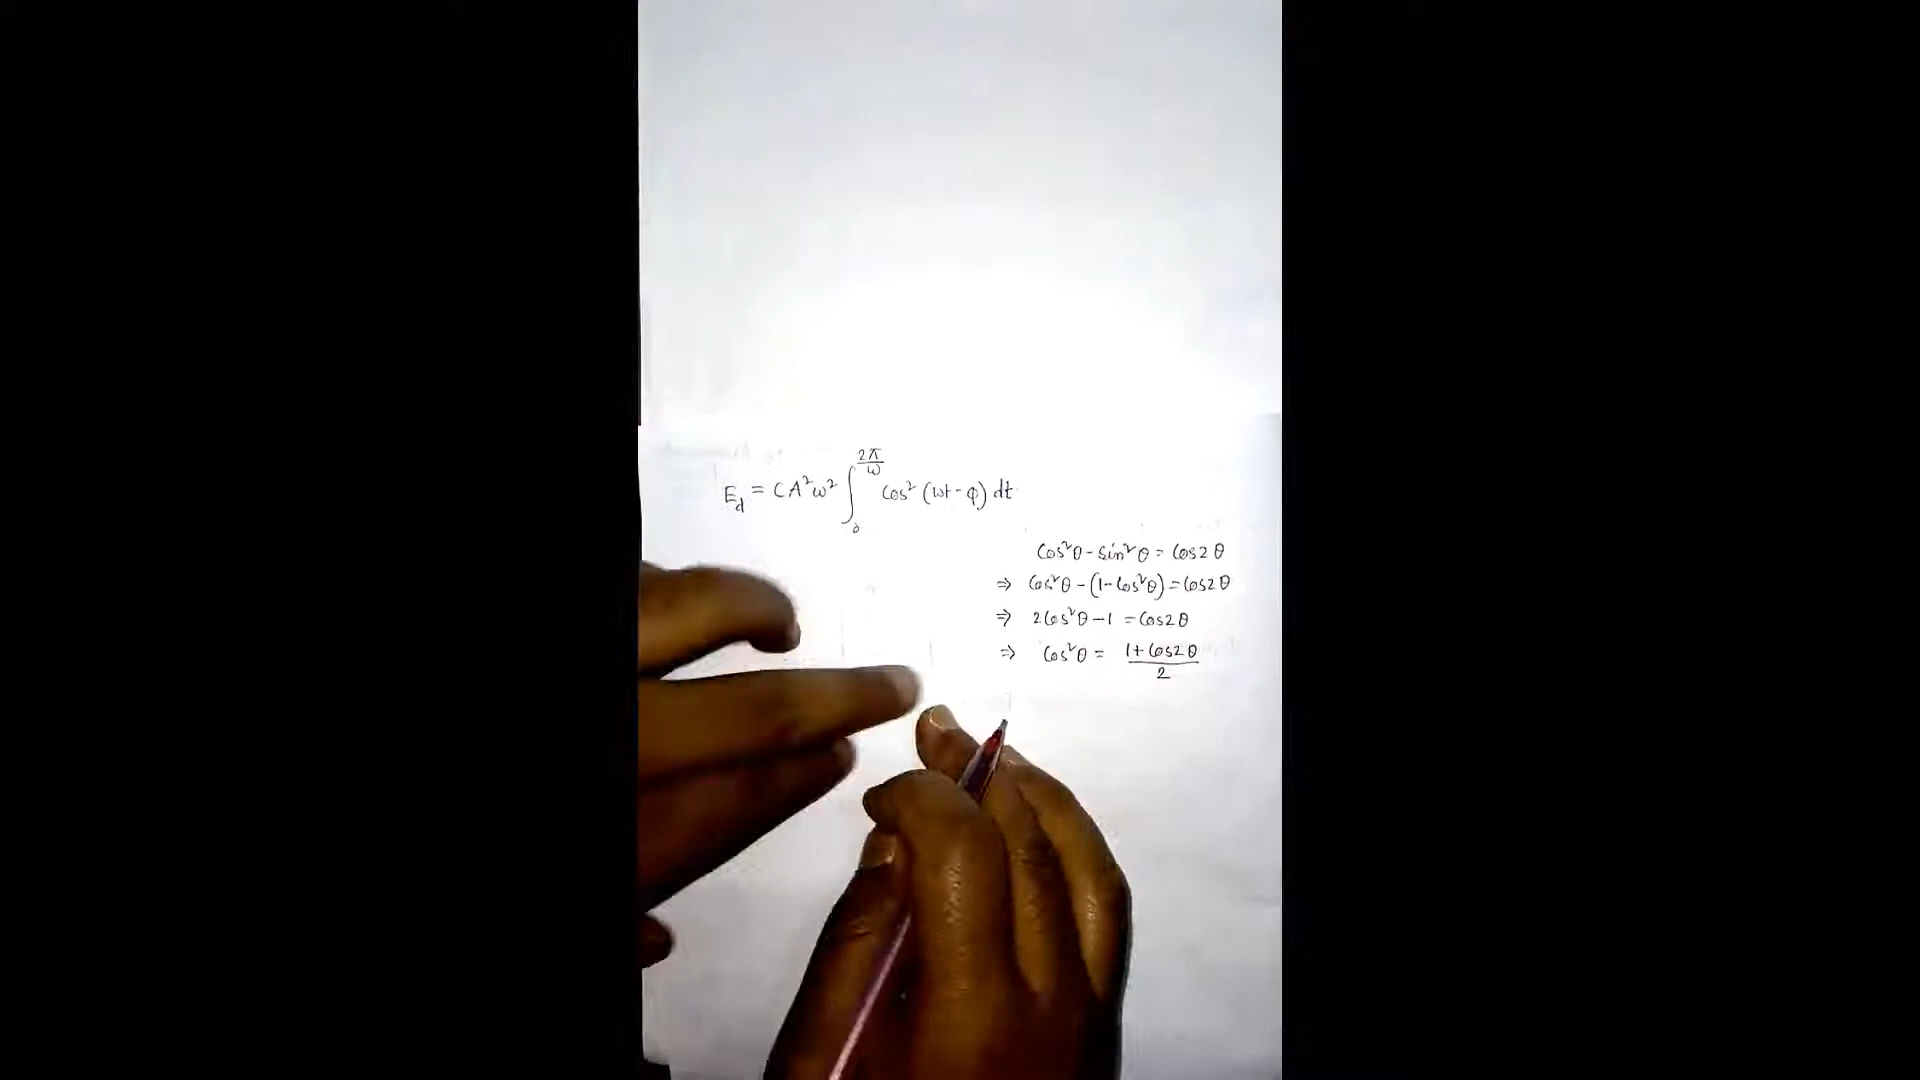 E_d = CA²ω² ∫₀^{2π/ω} Cos² (ωt - φ) dt
Cos²θ - Sin²θ = Cos2θ
⇒ Cos²θ - (1 - Cos²θ) = Cos2θ
⇒ 2Cos²θ - 1 = Cos2θ
⇒ Cos²θ = (1 + Cos2θ)/2